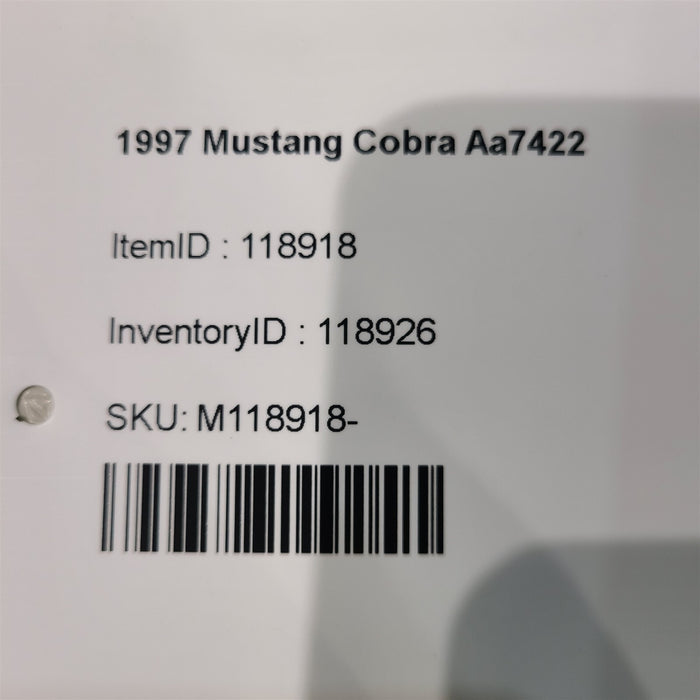 1997 Mustang Cobra Aa7422
ItemID : 118918
InventoryID : 118926
SKU: M118918-